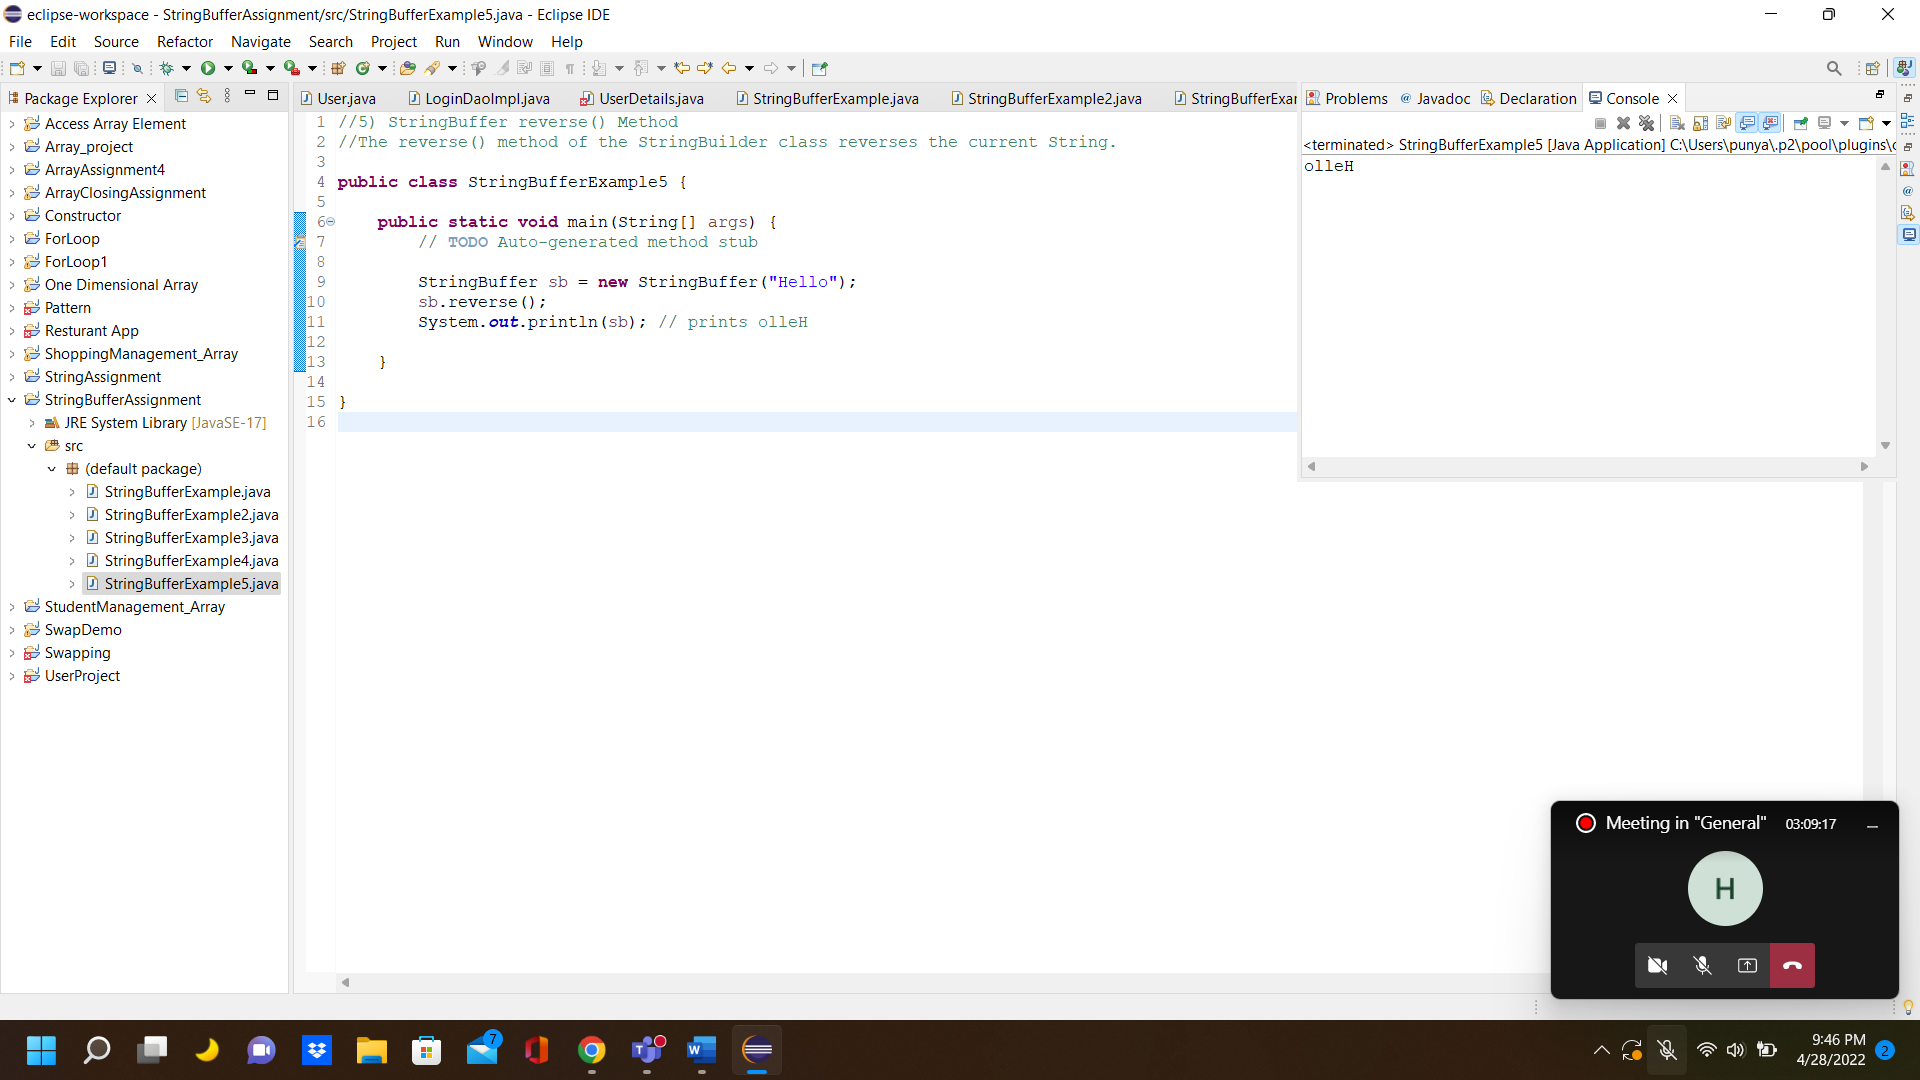 eclipse-workspace - StringBufferAssignment/src/StringBufferExample5.java - Eclipse IDE
File Edit Source Refactor Navigate Search Project Run Window Help
Package Explorer
Access Array Element
Array_project
ArrayAssignment4
ArrayClosingAssignment
Constructor
ForLoop
ForLoop1
One Dimensional Array
Pattern
Resturant App
ShoppingManagement_Array
StringAssignment
StringBufferAssignment
JRE System Library [JavaSE-17]
src
(default package)
StringBufferExample.java
StringBufferExample2.java
StringBufferExample3.java
StringBufferExample4.java
StringBufferExample5.java
StudentManagement_Array
SwapDemo
Swapping
UserProject
User.java LoginDaoImpl.java UserDetails.java StringBufferExample.java StringBufferExample2.java StringBufferExar
1 //5) StringBuffer reverse() Method
2 //The reverse() method of the StringBuilder class reverses the current String.
3
4 public class StringBufferExample5 {
5
6 public static void main(String[] args) {
7 // TODO Auto-generated method stub
8
9 StringBuffer sb = new StringBuffer("Hello");
10 sb.reverse();
11 System.out.println(sb); // prints olleH
12
13 }
14
15 }
16
Problems @ Javadoc Declaration Console
<terminated> StringBufferExample5 [Java Application] C:\Users\punya\.p2\pool\plugins\
olleH
Meeting in "General" 03:09:17
H
7
9:46 PM
4/28/2022
2